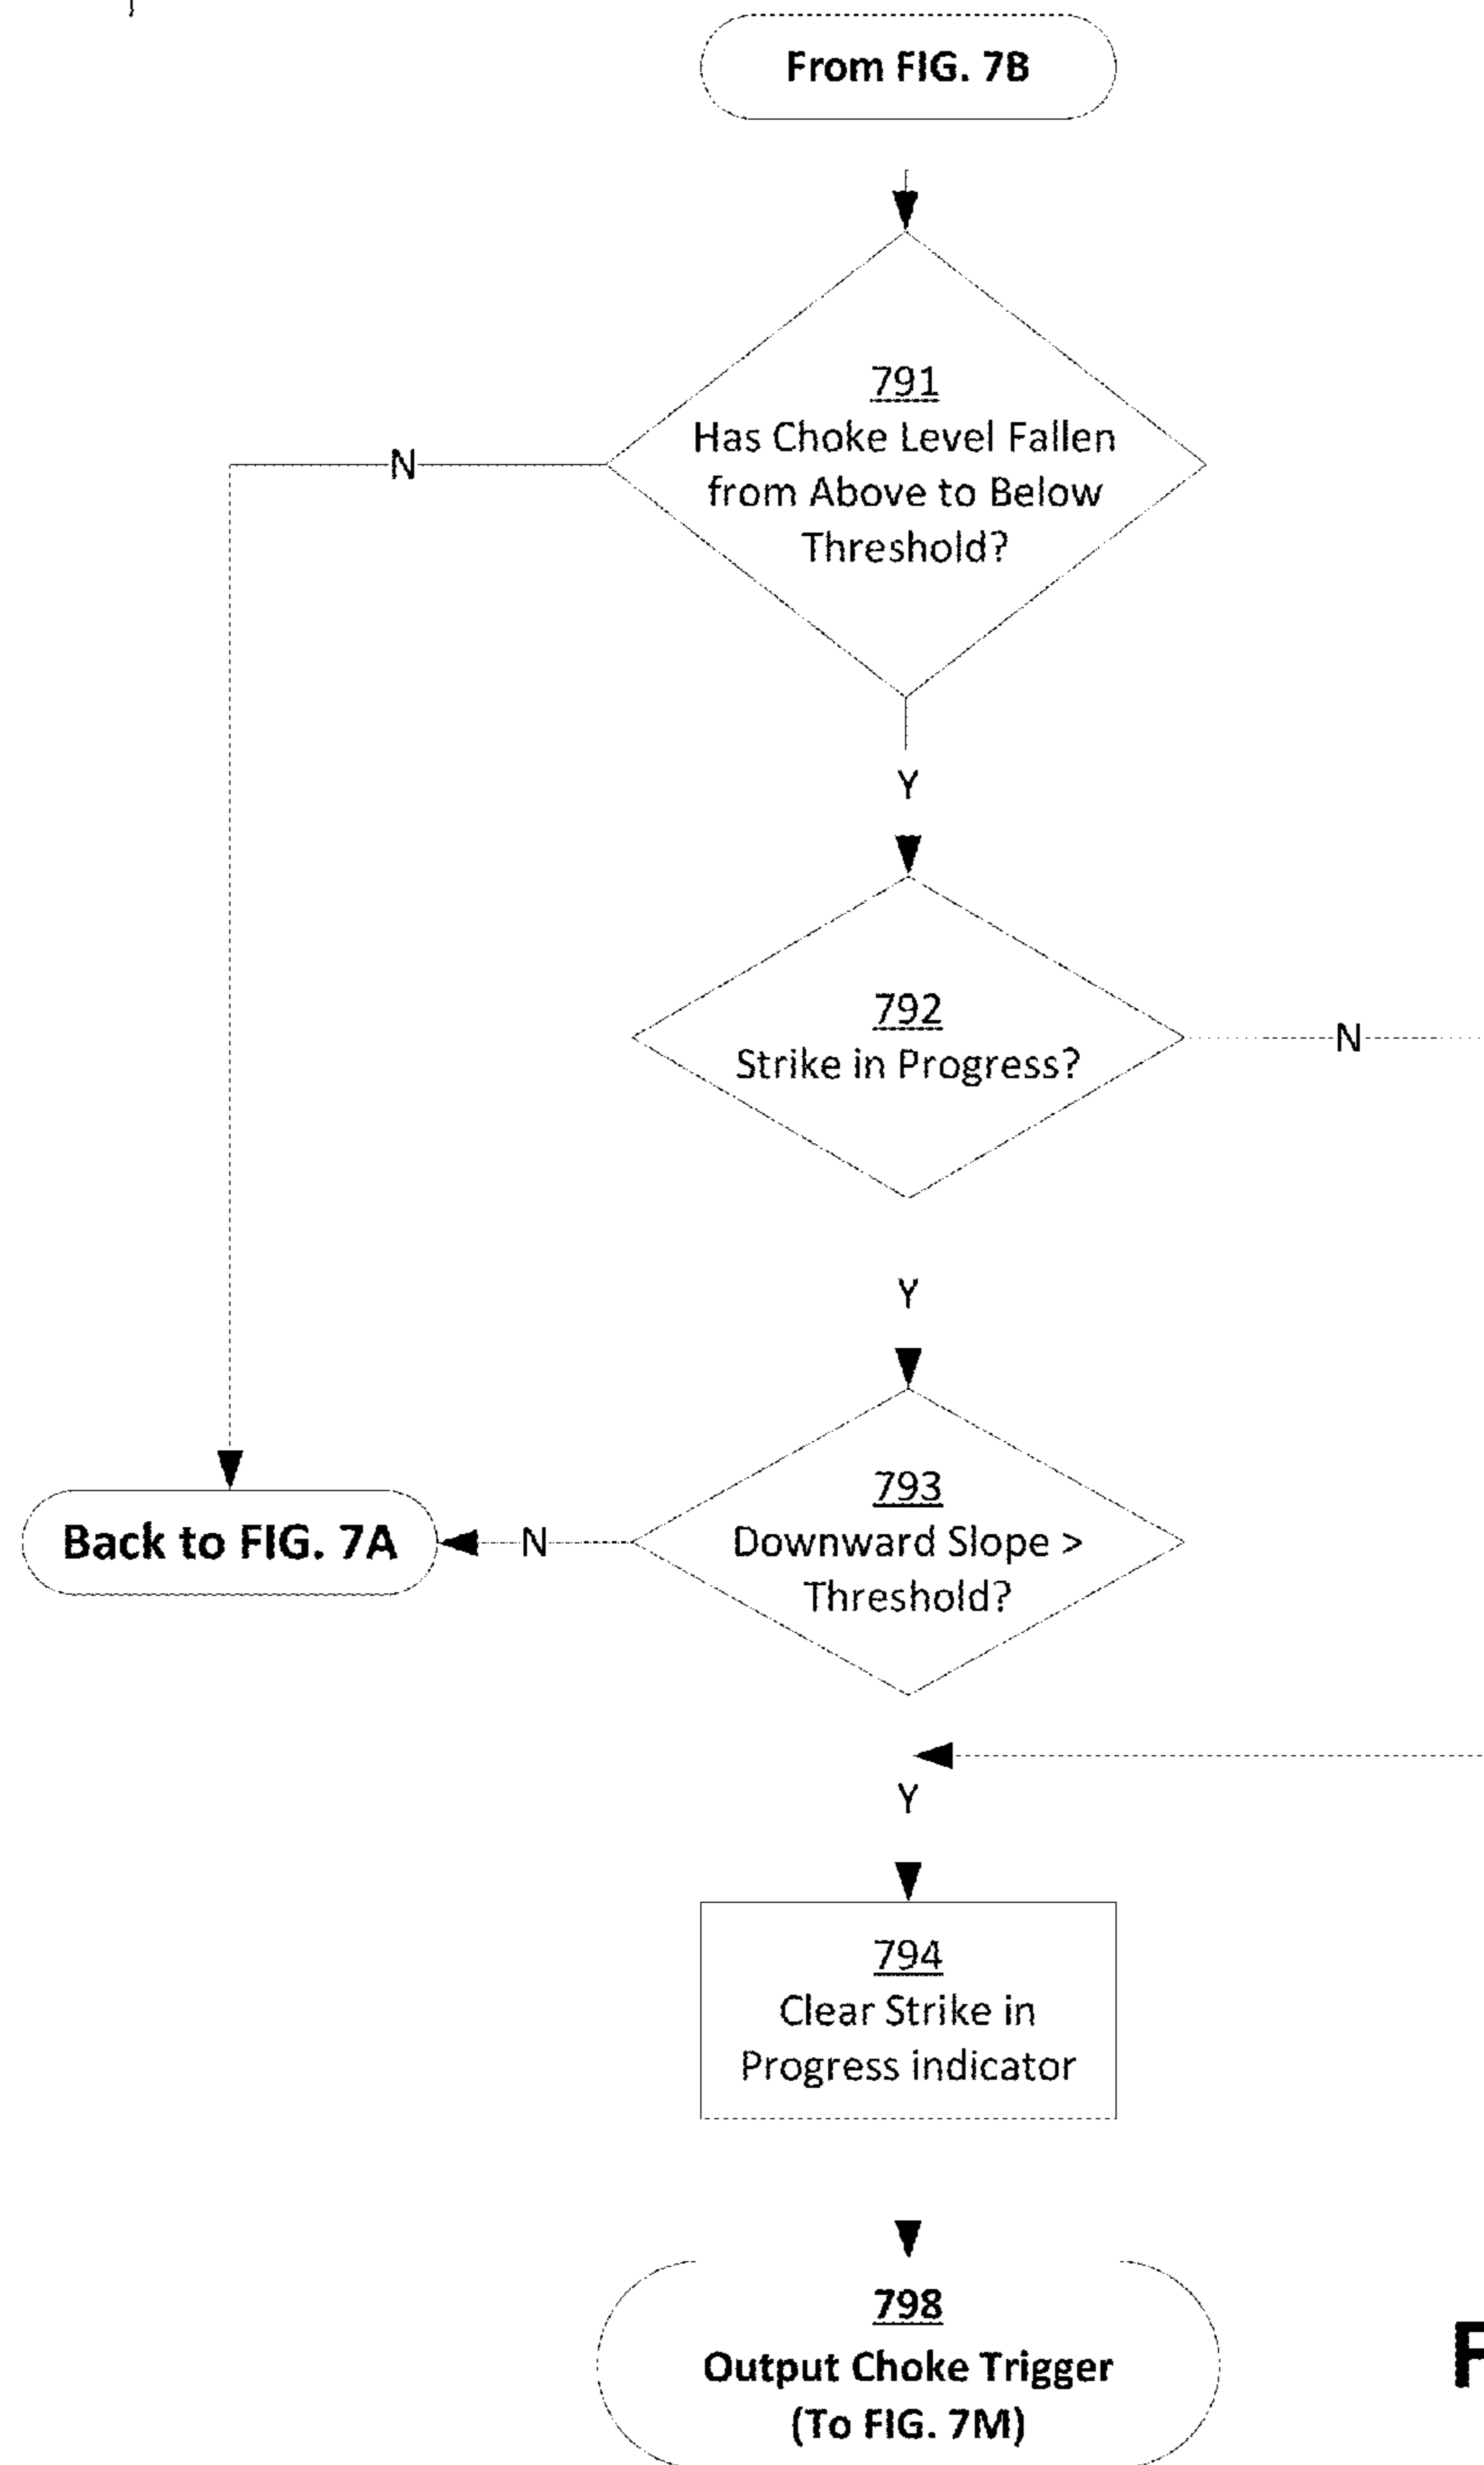 From FIG. 7B
791
Has Choke Level Fallen
from Above to Below
Threshold?
N
Y
792
Strike in Progress?
N
Y
793
Downward Slope >
Threshold?
N
Back to FIG. 7A
Y
794
Clear Strike in
Progress indicator
798
Output Choke Trigger
(To FIG. 7M)
F